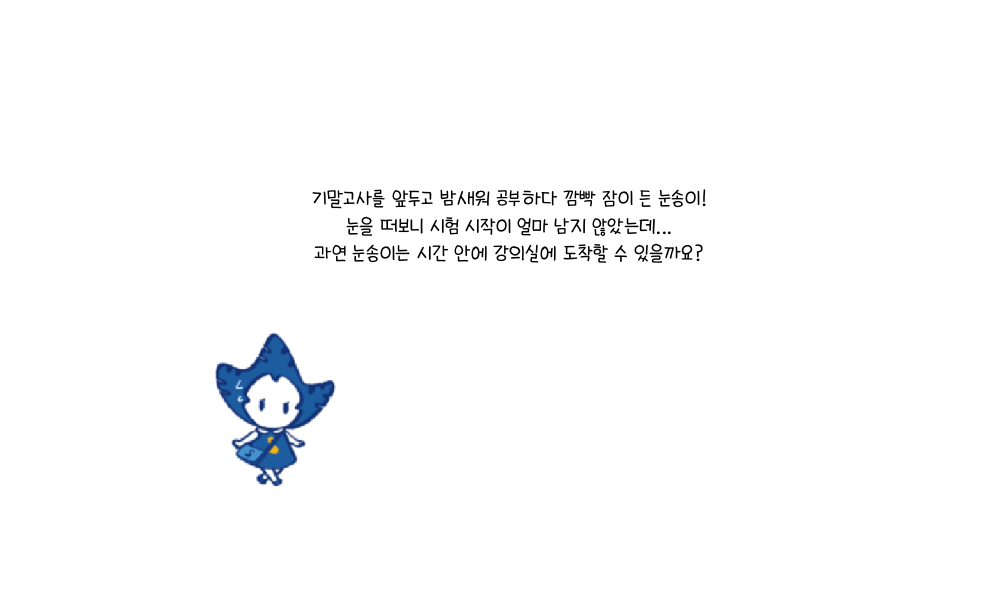 기말고사를 앞두고 밤새워 공부하다 깜빡 잠이 든 눈송이!
눈을 떠보니 시험 시작이 얼마 남지 않았는데...
과연 눈송이는 시간 안에 강의실에 도착할 수 있을까요?